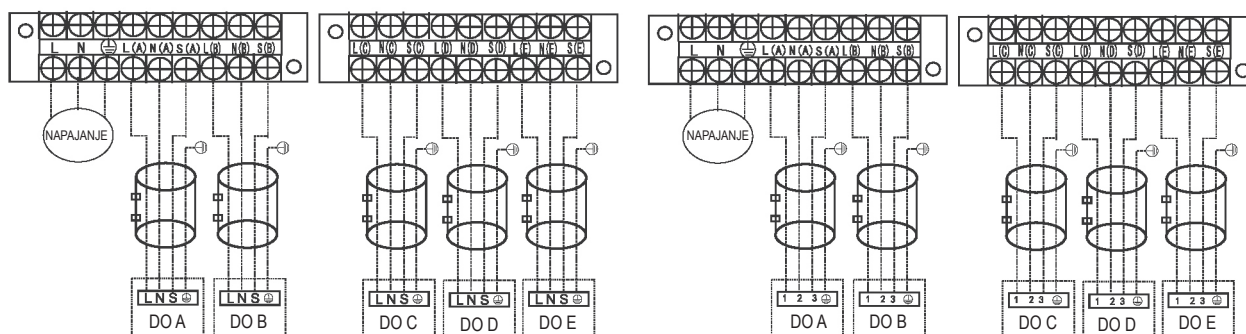 L N L(A) N(A) S(A) L(B) N(B) S(B)
L(C) N(C) S(C) L(D) N(D) S(D) L(E) N(E) S(E)
L N L(A) N(A) S(A) L(B) N(B) S(B)
L(C) N(C) S(C) L(D) N(D) S(D) L(E) N(E) S(E)
NAPAJANJE
NAPAJANJE
L N S
L N S
L N S
L N S
L N S
1 2 3
1 2 3
1 2 3
1 2 3
1 2 3
DO A
DO B
DO C
DO D
DO E
DO A
DO B
DO C
DO D
DO E